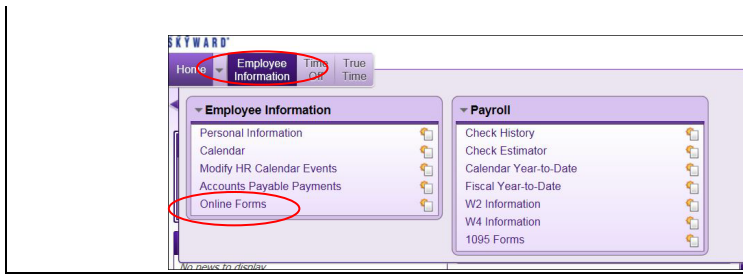 SKYWARD®
Home
Employee Information
Time Off
True Time
Employee Information
Personal Information
Calendar
Modify HR Calendar Events
Accounts Payable Payments
Online Forms
Payroll
Check History
Check Estimator
Calendar Year-to-Date
Fiscal Year-to-Date
W2 Information
W4 Information
1095 Forms
No news to display